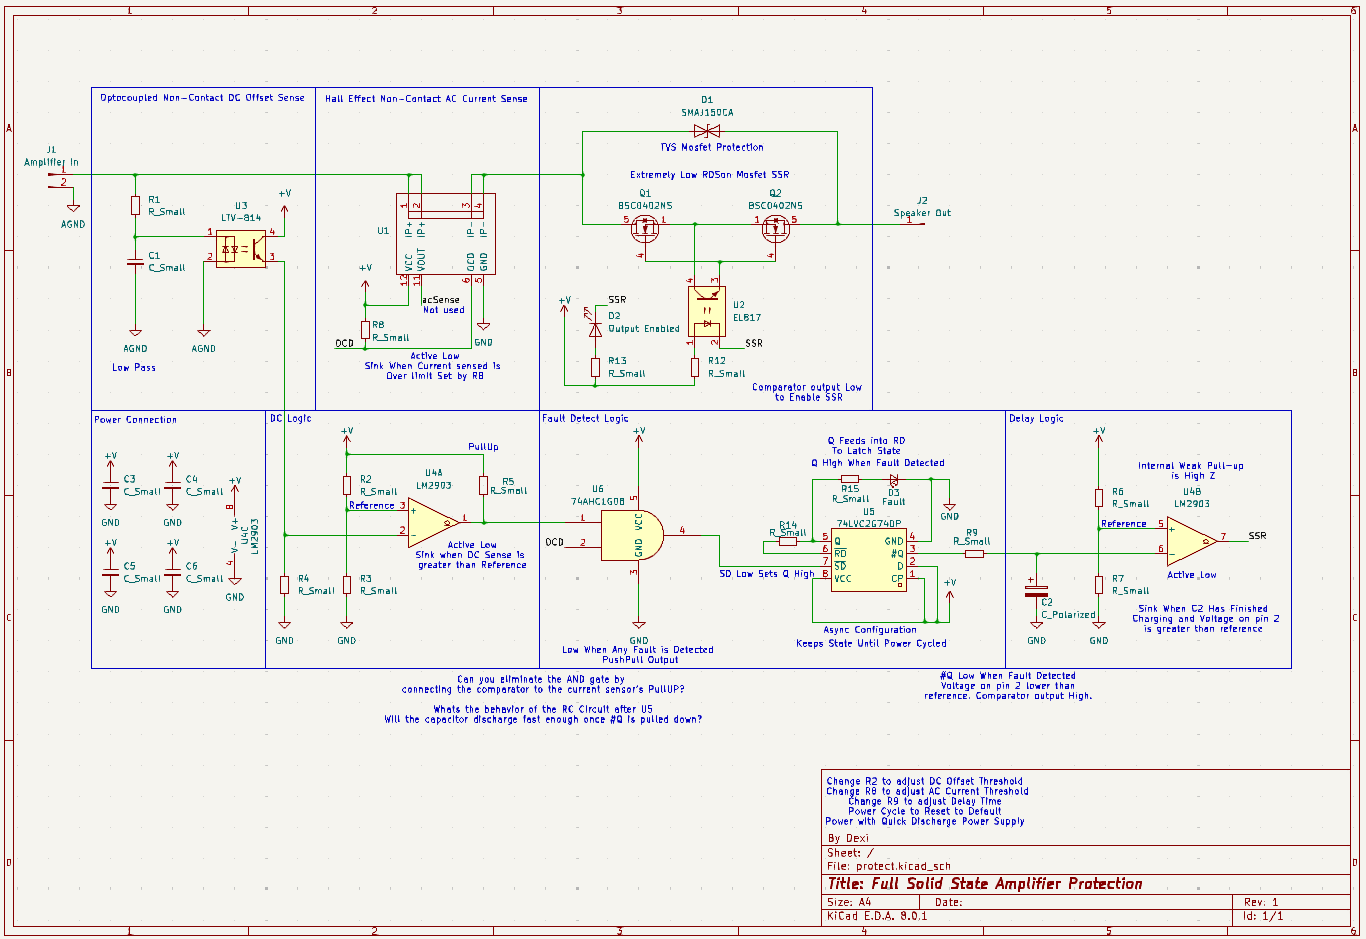 1 2 3 4 5 6
A
B
C
D
Optocoupled Non-Contact DC Offset Sense
J1
Amplifier In
1
2
AGND
R1
R_Small
C1
C_Small
U3
LTV-814
1
2
4
3
+V
AGND
AGND
Low Pass
Hall Effect Non-Contact AC Current Sense
U1
1 2 3 4
IP+ IP+ IP- IP-
VCC VOUT OCD GND
12 11 6 5
+V
acSense
Not used
R8
R_Small
OCD
GND
Active Low
Sink When Current sensed is
Over limit Set by R8
D1
SMAJ150CA
TVS Mosfet Protection
Extremely Low RDSon Mosfet SSR
Q1
BSC0402NS
5 1
4
Q2
BSC0402NS
1 5
4
J2
Speaker Out
1
4 3
U2
EL817
1 2
SSR
+V
SSR
D2
Output Enabled
R13
R_Small
R12
R_Small
Comparator output Low
to Enable SSR
Power Connection
+V
C3
C_Small
GND
+V
C4
C_Small
GND
+V
C5
C_Small
GND
+V
C6
C_Small
GND
+V
8
V+
V-
4
U4C
LM2903
GND
DC Logic
+V
PullUp
R2
R_Small
Reference
U4A
LM2903
3
2
1
+
-
R5
R_Small
Active Low
Sink when DC Sense is
greater than Reference
R4
R_Small
R3
R_Small
GND
GND
Fault Detect Logic
+V
U6
74AHC1G08
5
VCC
1
OCD
2
4
GND
3
GND
Low When Any Fault is Detected
PushPull Output
Q Feeds into RD
To Latch State
Q High When Fault Detected
R15
R_Small
D3
Fault
GND
R14
R_Small
U5
74LVC2G74DP
5 Q GND 4
6 RD #Q 3
7 SD D 2
8 VCC CP 1
SD Low Sets Q High
+V
Async Configuration
Keeps State Until Power Cycled
R9
R_Small
Delay Logic
+V
Internal Weak Pull-up
is High Z
R6
R_Small
Reference
U4B
LM2903
5
6
7
+
-
SSR
Active Low
+
C2
C_Polarized
GND
R7
R_Small
GND
Sink When C2 Has Finished
Charging and Voltage on pin 2
is greater than reference
Can you eliminate the AND gate by
connecting the comparator to the current sensor's PullUP?
Whats the behavior of the RC Circuit after U5
Will the capacitor discharge fast enough once #Q is pulled down?
#Q Low When Fault Detected
Voltage on pin 2 lower than
reference. Comparator output High.
Change R2 to adjust DC Offset Threshold
Change R8 to adjust AC Current Threshold
Change R9 to adjust Delay Time
Power Cycle to Reset to Default
Power with Quick Discharge Power Supply
By Dexi
Sheet: /
File: protect.kicad_sch
Title: Full Solid State Amplifier Protection
Size: A4 Date: Rev: 1
KiCad E.D.A. 8.0.1 Id: 1/1
A
B
C
D
1 2 3 4 5 6